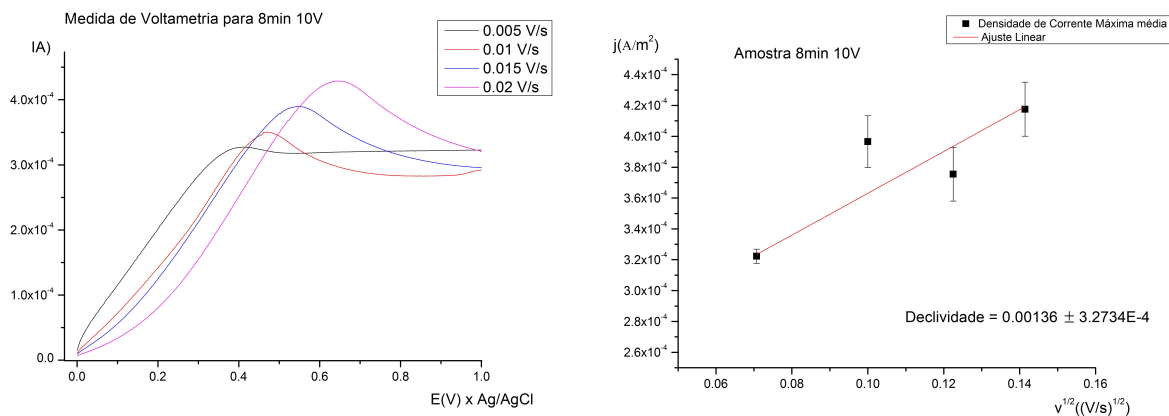 Medida de Voltametria para 8min 10V
I(A)
0.005 V/s
0.01 V/s
0.015 V/s
0.02 V/s
4.0x10⁻⁴
3.0x10⁻⁴
2.0x10⁻⁴
1.0x10⁻⁴
0.0
0.0 0.2 0.4 0.6 0.8 1.0
E(V) x Ag/AgCl
Densidade de Corrente Máxima média
Ajuste Linear
j(A/m²)
Amostra 8min 10V
4.4x10⁻⁴
4.2x10⁻⁴
4.0x10⁻⁴
3.8x10⁻⁴
3.6x10⁻⁴
3.4x10⁻⁴
3.2x10⁻⁴
3.0x10⁻⁴
2.8x10⁻⁴
2.6x10⁻⁴
Declividade = 0.00136 ± 3.2734E-4
0.06 0.08 0.10 0.12 0.14 0.16
v¹ᐟ²((V/s)¹ᐟ²)